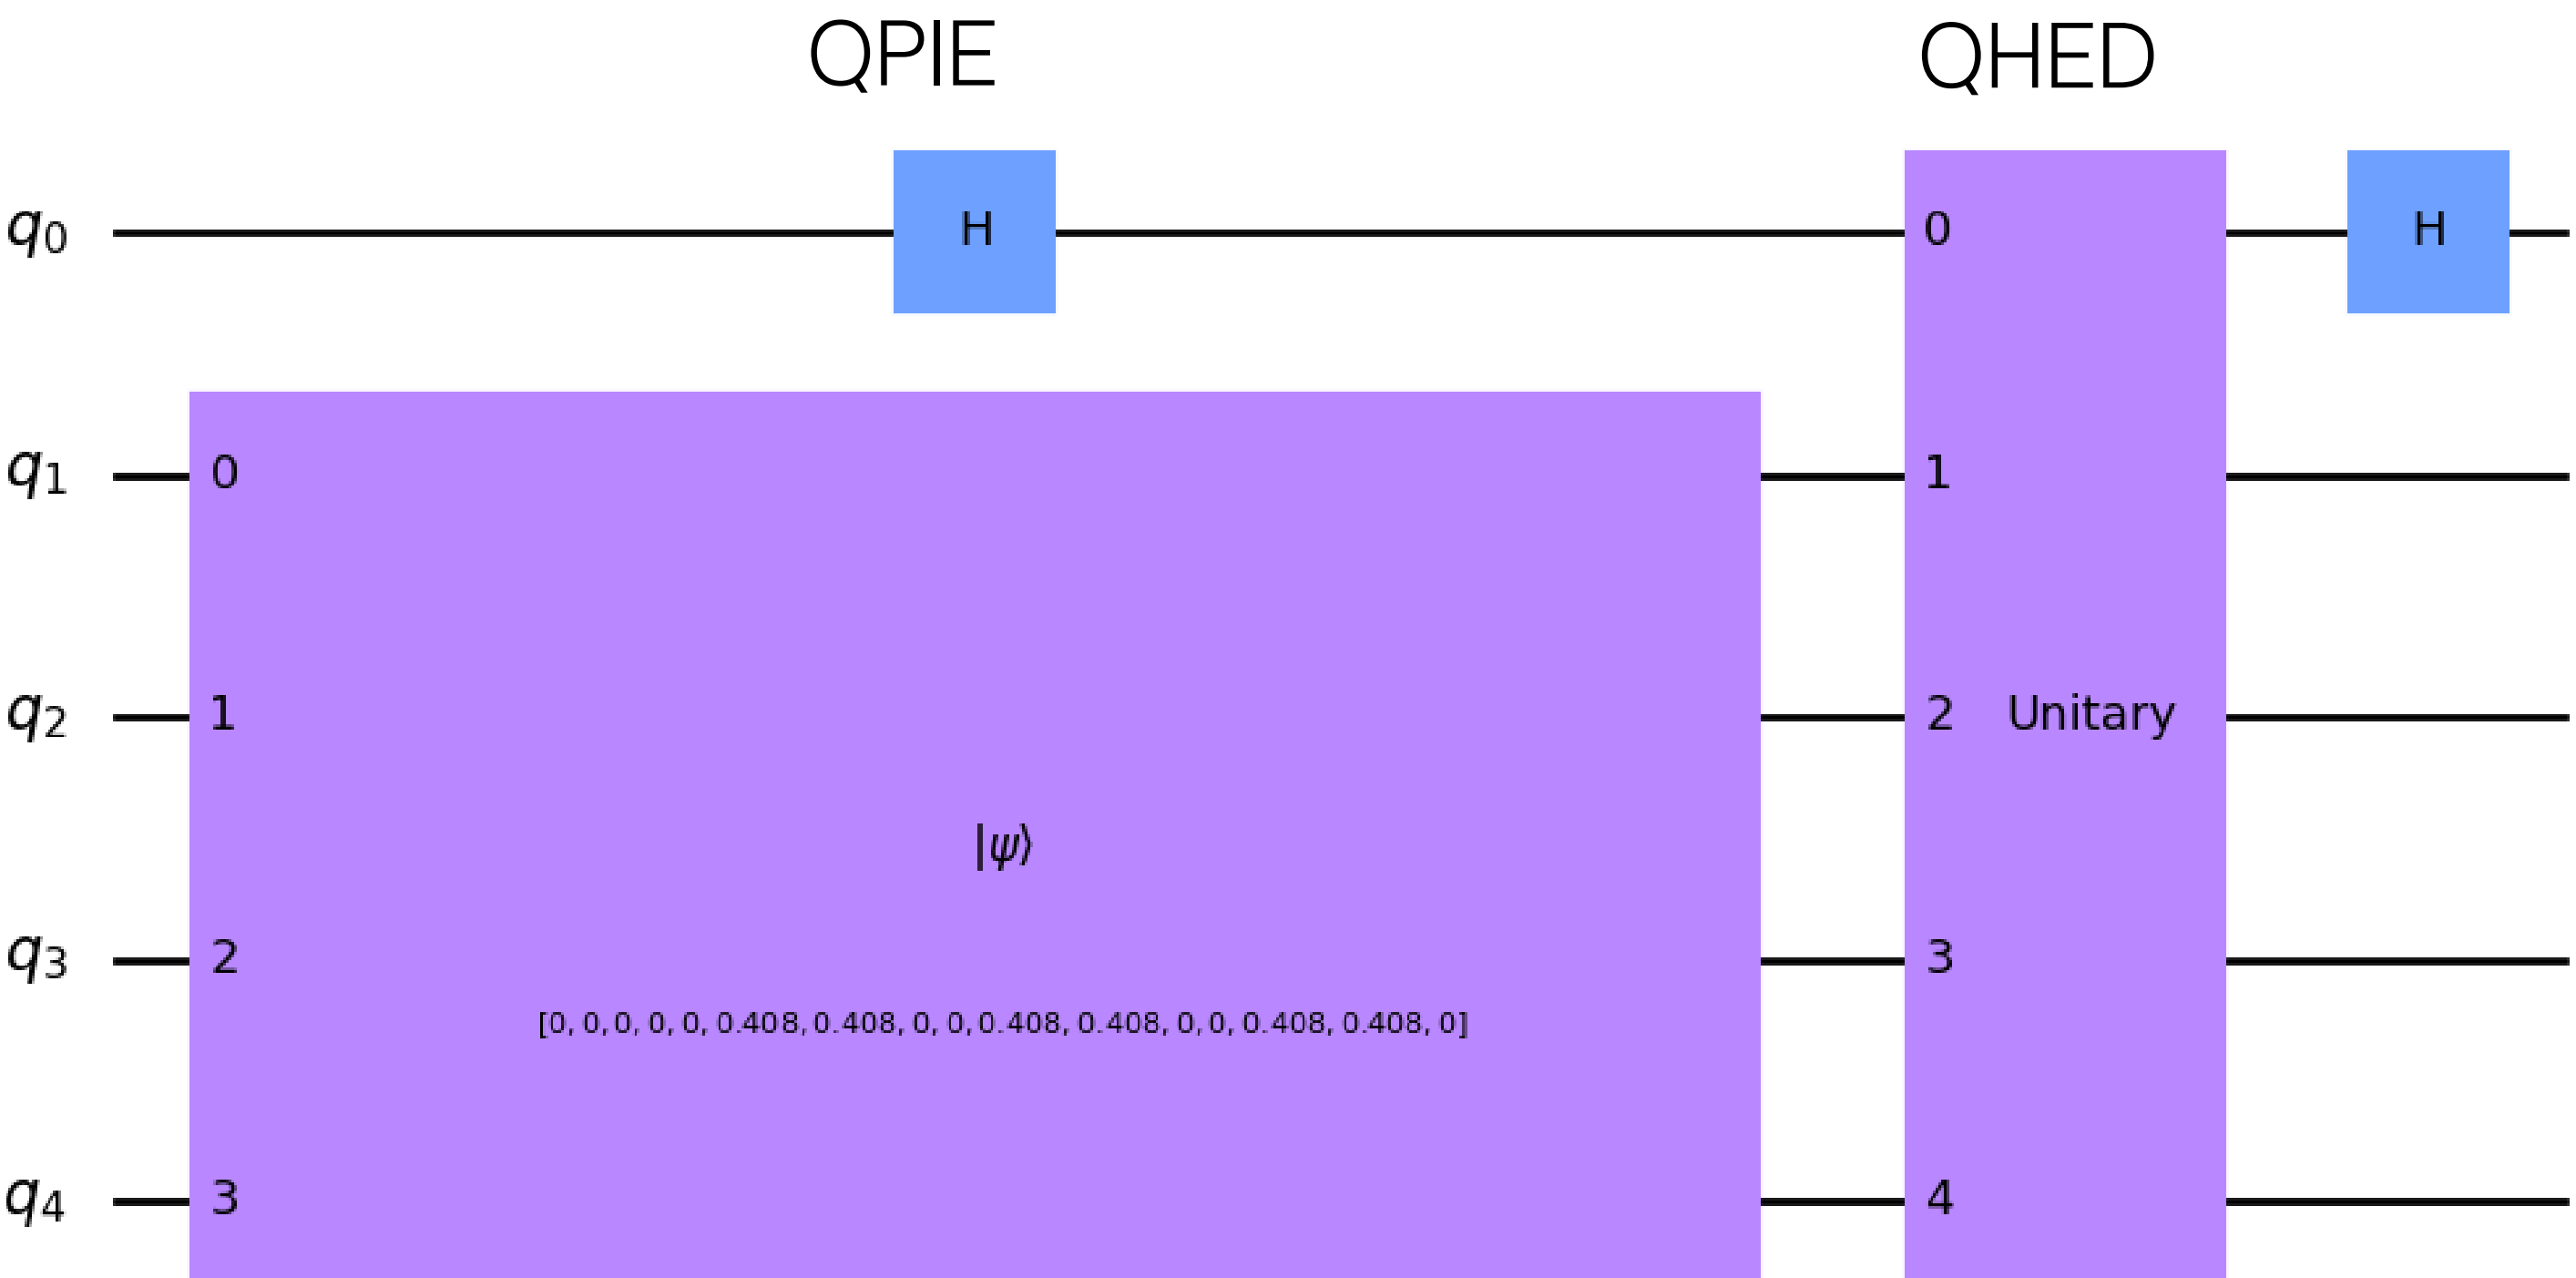 QPIE QHED
q0 H 0 H
q1 0 1
q2 1 2 Unitary
|ψ⟩
q3 2 3
[0, 0, 0, 0, 0, 0.408, 0.408, 0, 0, 0.408, 0.408, 0, 0, 0.408, 0.408, 0]
q4 3 4